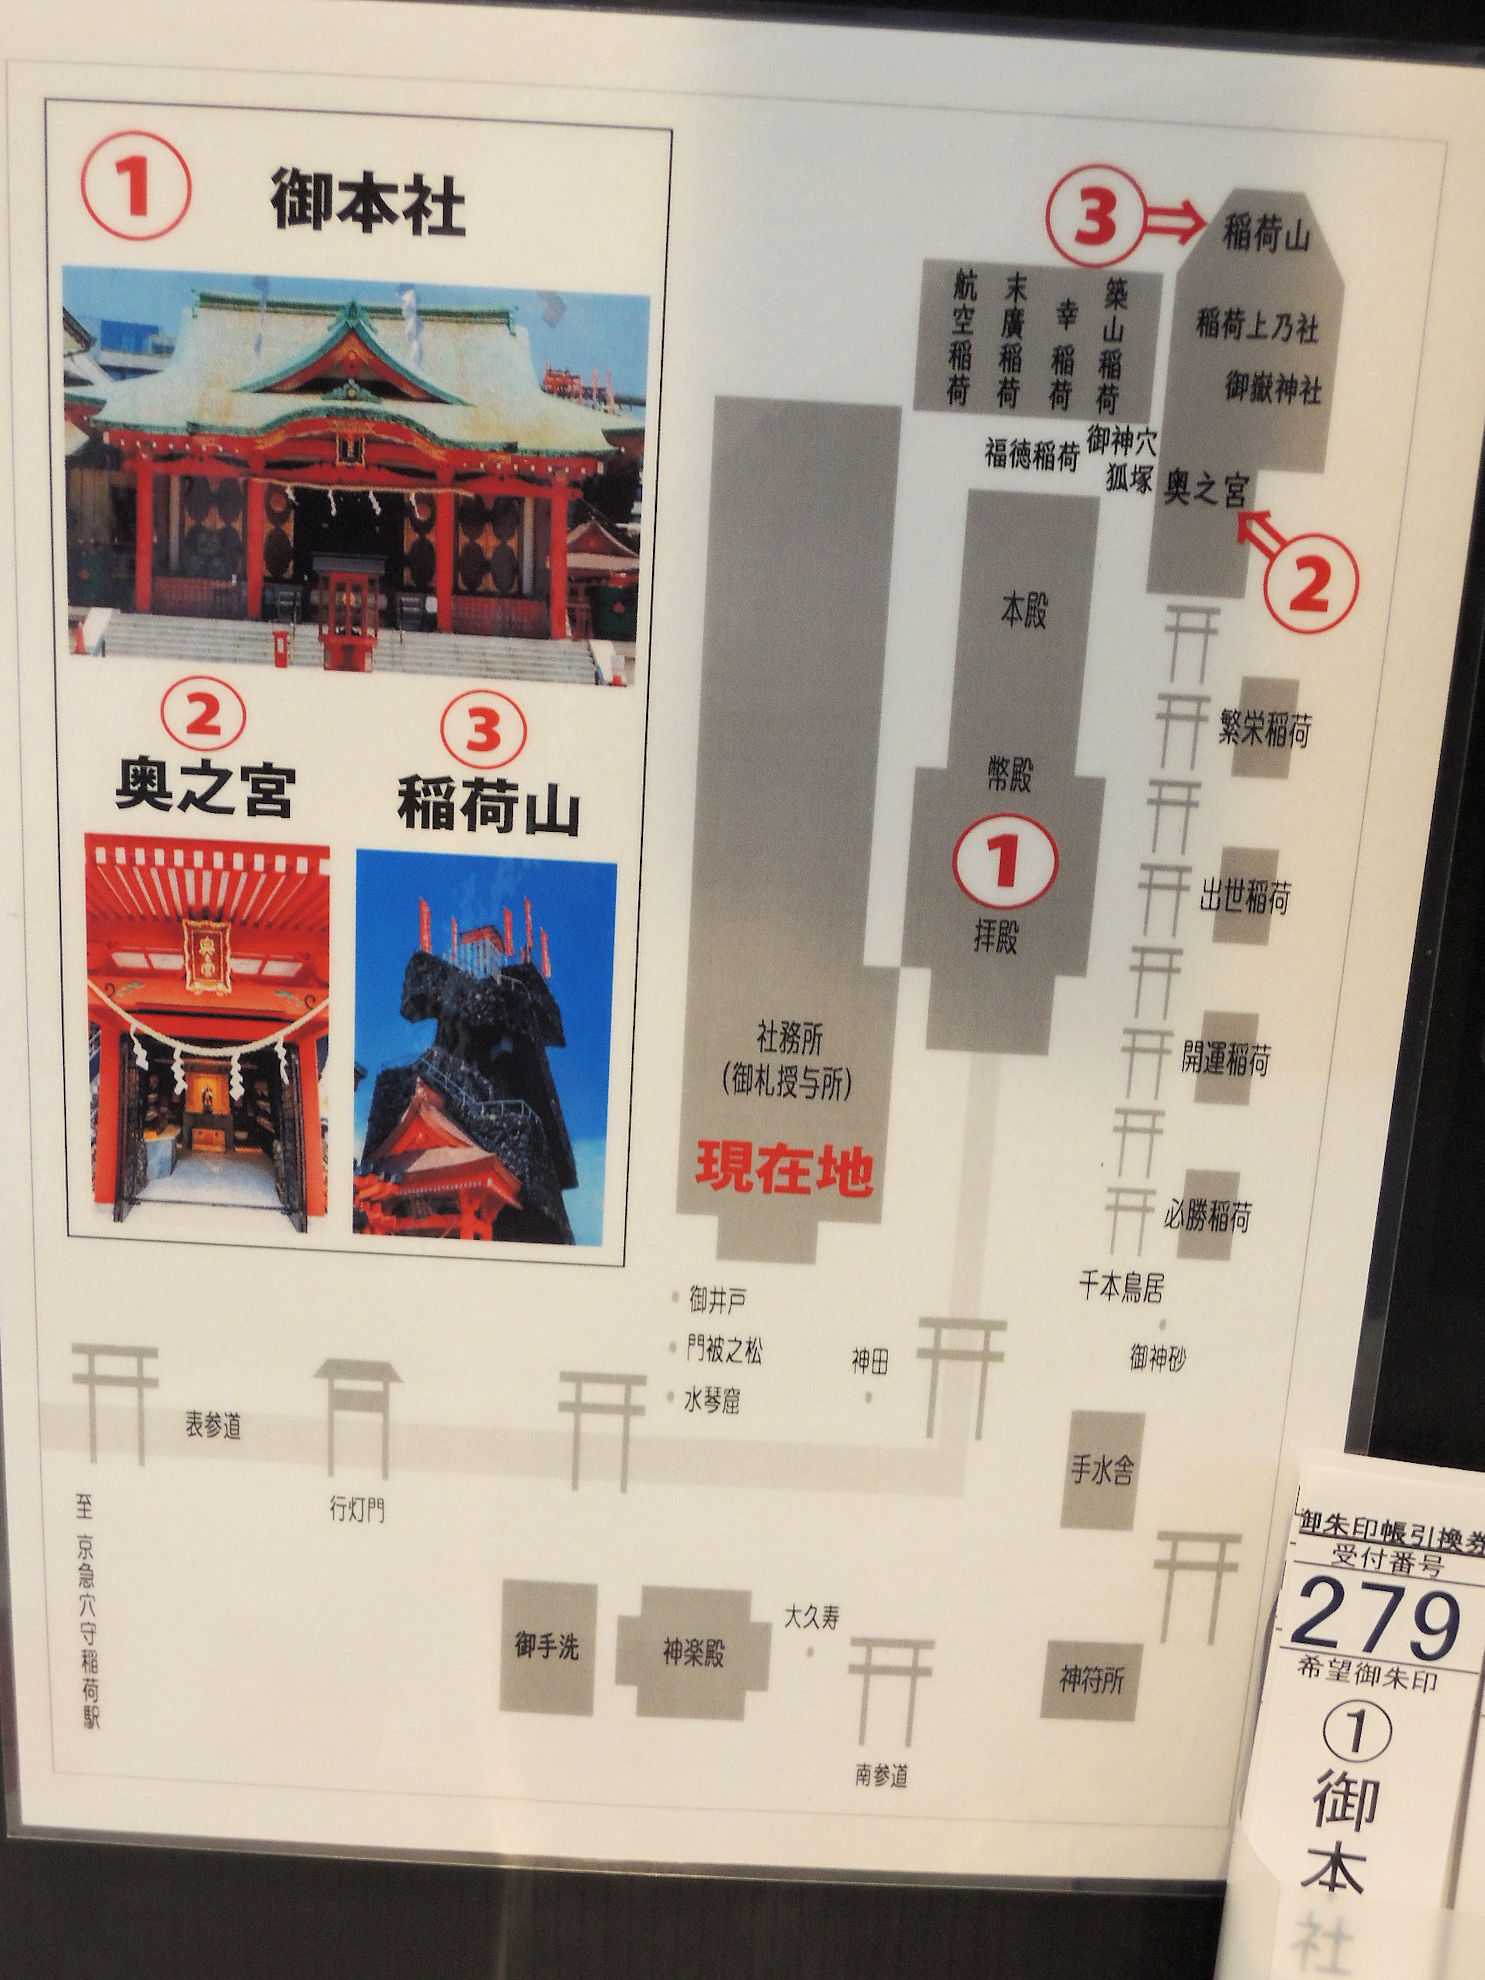 1
御本社
2
奥之宮
3
稲荷山
奥之宮
3
稲荷山
稲荷上乃社
御嶽神社
航空稲荷
末廣稲荷
幸稲荷
築山稲荷
福徳稲荷
御神穴
狐塚
奥之宮
2
本殿
幣殿
1
拝殿
繁栄稲荷
出世稲荷
開運稲荷
必勝稲荷
千本鳥居
御神砂
社務所
(御札授与所)
現在地
御井戸
門被之松
水琴窟
神田
表参道
行灯門
至 京急穴守稲荷駅
手水舎
御手洗
神楽殿
大久寿
南参道
神符所
御朱印帳引換券
受付番号
279
希望御朱印
①御本社